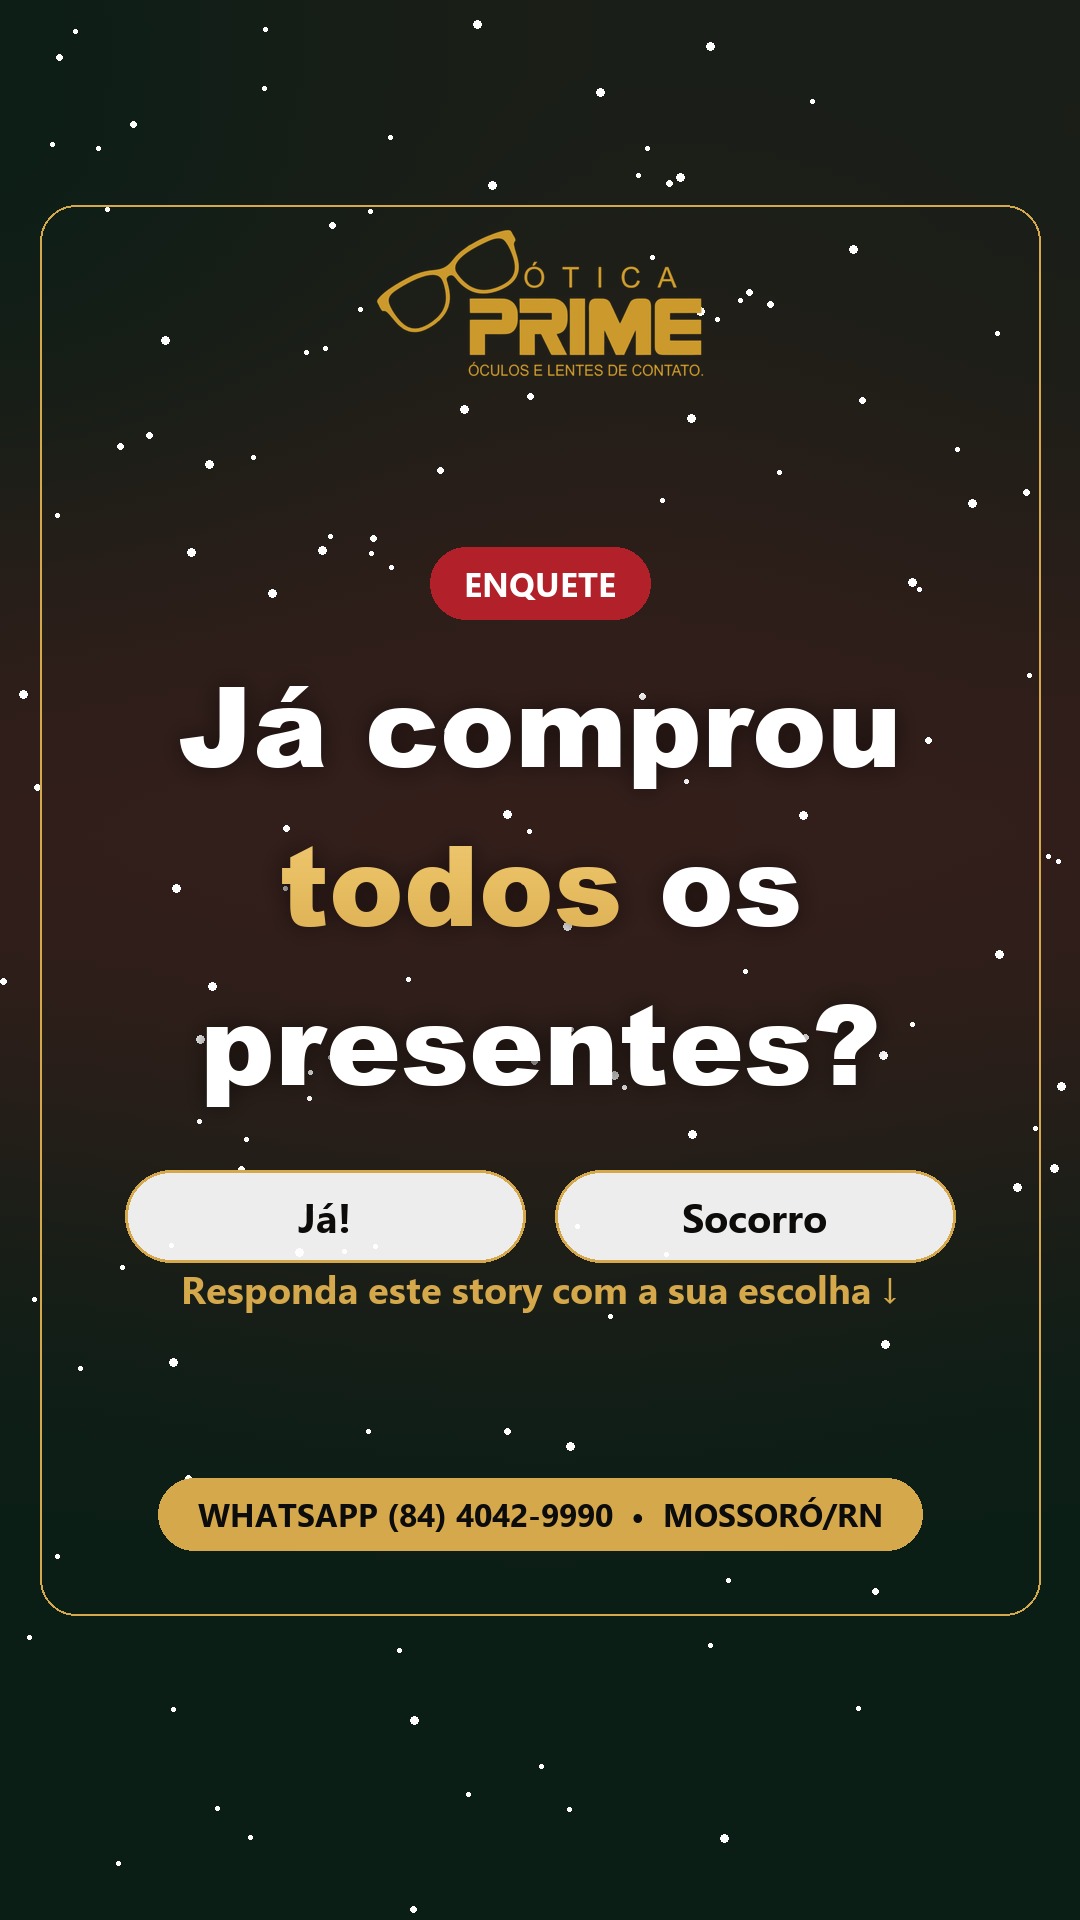 ÓTICA
PRIME
ÓCULOS E LENTES DE CONTATO.
ENQUETE
Já comprou
todos os
presentes?
Já!
Socorro
Responda este story com a sua escolha ↓
WHATSAPP (84) 4042-9990 • MOSSORÓ/RN